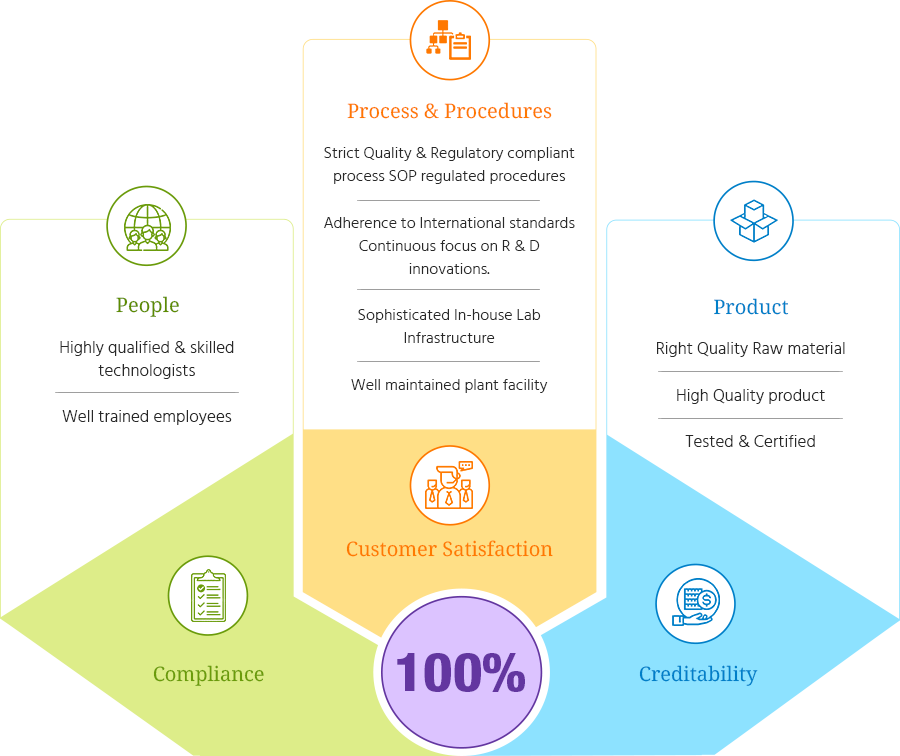 Process & Procedures
Strict Quality & Regulatory compliant
process SOP regulated procedures
Adherence to International standards
Continuous focus on R & D
innovations.
Sophisticated In-house Lab
Infrastructure
Well maintained plant facility
People
Highly qualified & skilled
technologists
Well trained employees
Product
Right Quality Raw material
High Quality product
Tested & Certified
Customer Satisfaction
Compliance
100%
Creditability